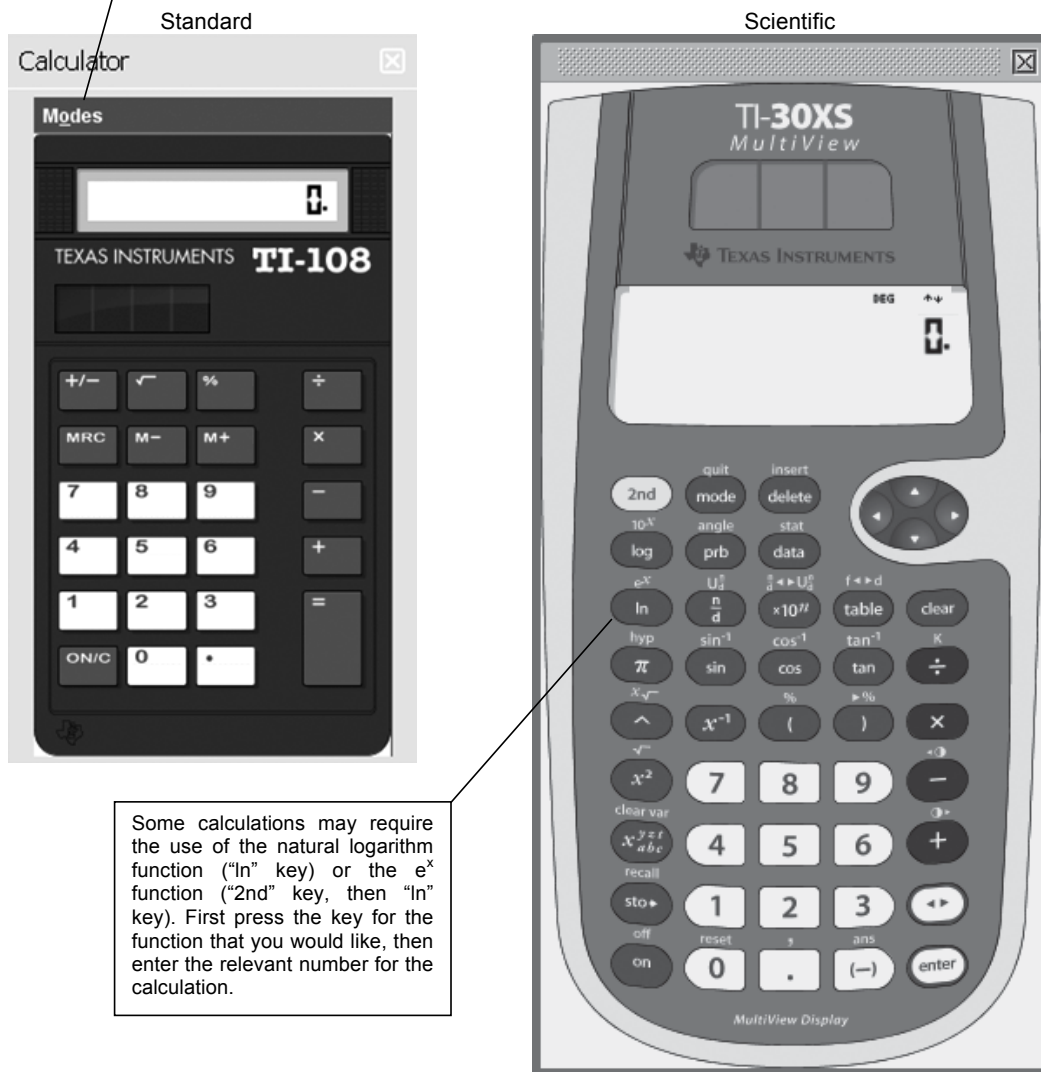 Standard
Calculator
Modes
0.
TEXAS INSTRUMENTS TI-108
+/− √ % ÷
MRC M− M+ ×
7 8 9 −
4 5 6 +
1 2 3 =
ON/C 0 .
Some calculations may require
the use of the natural logarithm
function (“ln” key) or the eˣ
function (“2nd” key, then “ln”
key). First press the key for the
function that you would like, then
enter the relevant number for the
calculation.
Scientific
TI-30XS
MultiView
TEXAS INSTRUMENTS
DEG ↑↓
0.
quit insert
2nd mode delete
10ˣ angle stat
log prb data
eˣ U n/d n/d ◄► U n/d f◄►d
ln n/d ×10ⁿ table clear
hyp sin⁻¹ cos⁻¹ tan⁻¹ K
π sin cos tan ÷
ˣ√ % ►%
^ x⁻¹ ( ) ×
√ ◄◑
x² 7 8 9 −
clear var ◑►
x yzt abc 4 5 6 +
recall
sto► 1 2 3 ◄►
off reset , ans
on 0 . (−) enter
MultiView Display